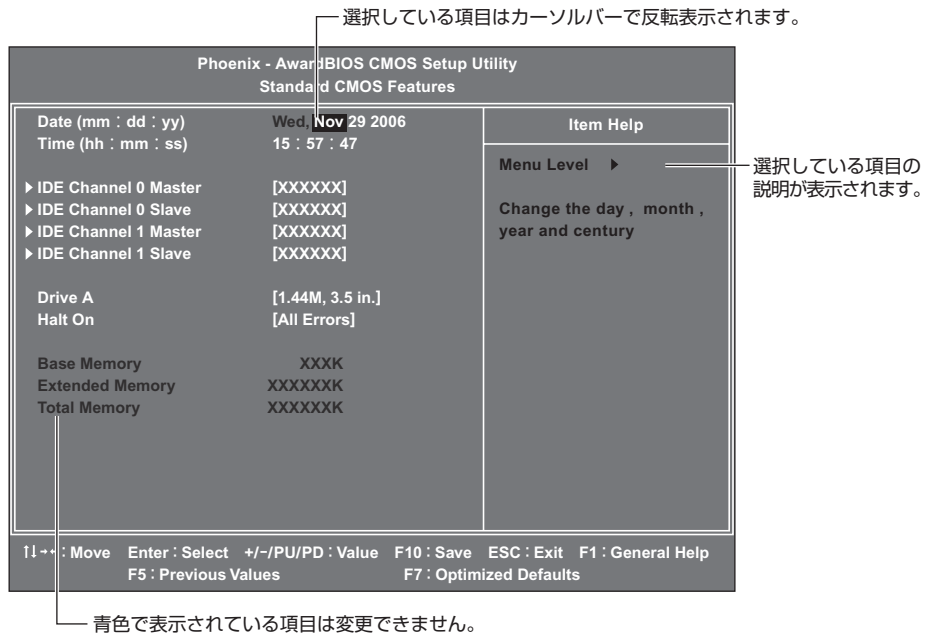 選択している項目はカーソルバーで反転表示されます。
Phoenix - AwardBIOS CMOS Setup Utility
Standard CMOS Features
Date (mm：dd：yy) Wed, Nov 29 2006
Time (hh：mm：ss) 15：57：47
▶IDE Channel 0 Master [XXXXXX]
▶IDE Channel 0 Slave [XXXXXX]
▶IDE Channel 1 Master [XXXXXX]
▶IDE Channel 1 Slave [XXXXXX]
Drive A [1.44M, 3.5 in.]
Halt On [All Errors]
Base Memory XXXK
Extended Memory XXXXXXK
Total Memory XXXXXXK
Item Help
Menu Level ▶
Change the day , month ,
year and century
選択している項目の
説明が表示されます。
↑↓→←：Move Enter：Select +/-/PU/PD：Value F10：Save ESC：Exit F1：General Help
F5：Previous Values F7：Optimized Defaults
青色で表示されている項目は変更できません。